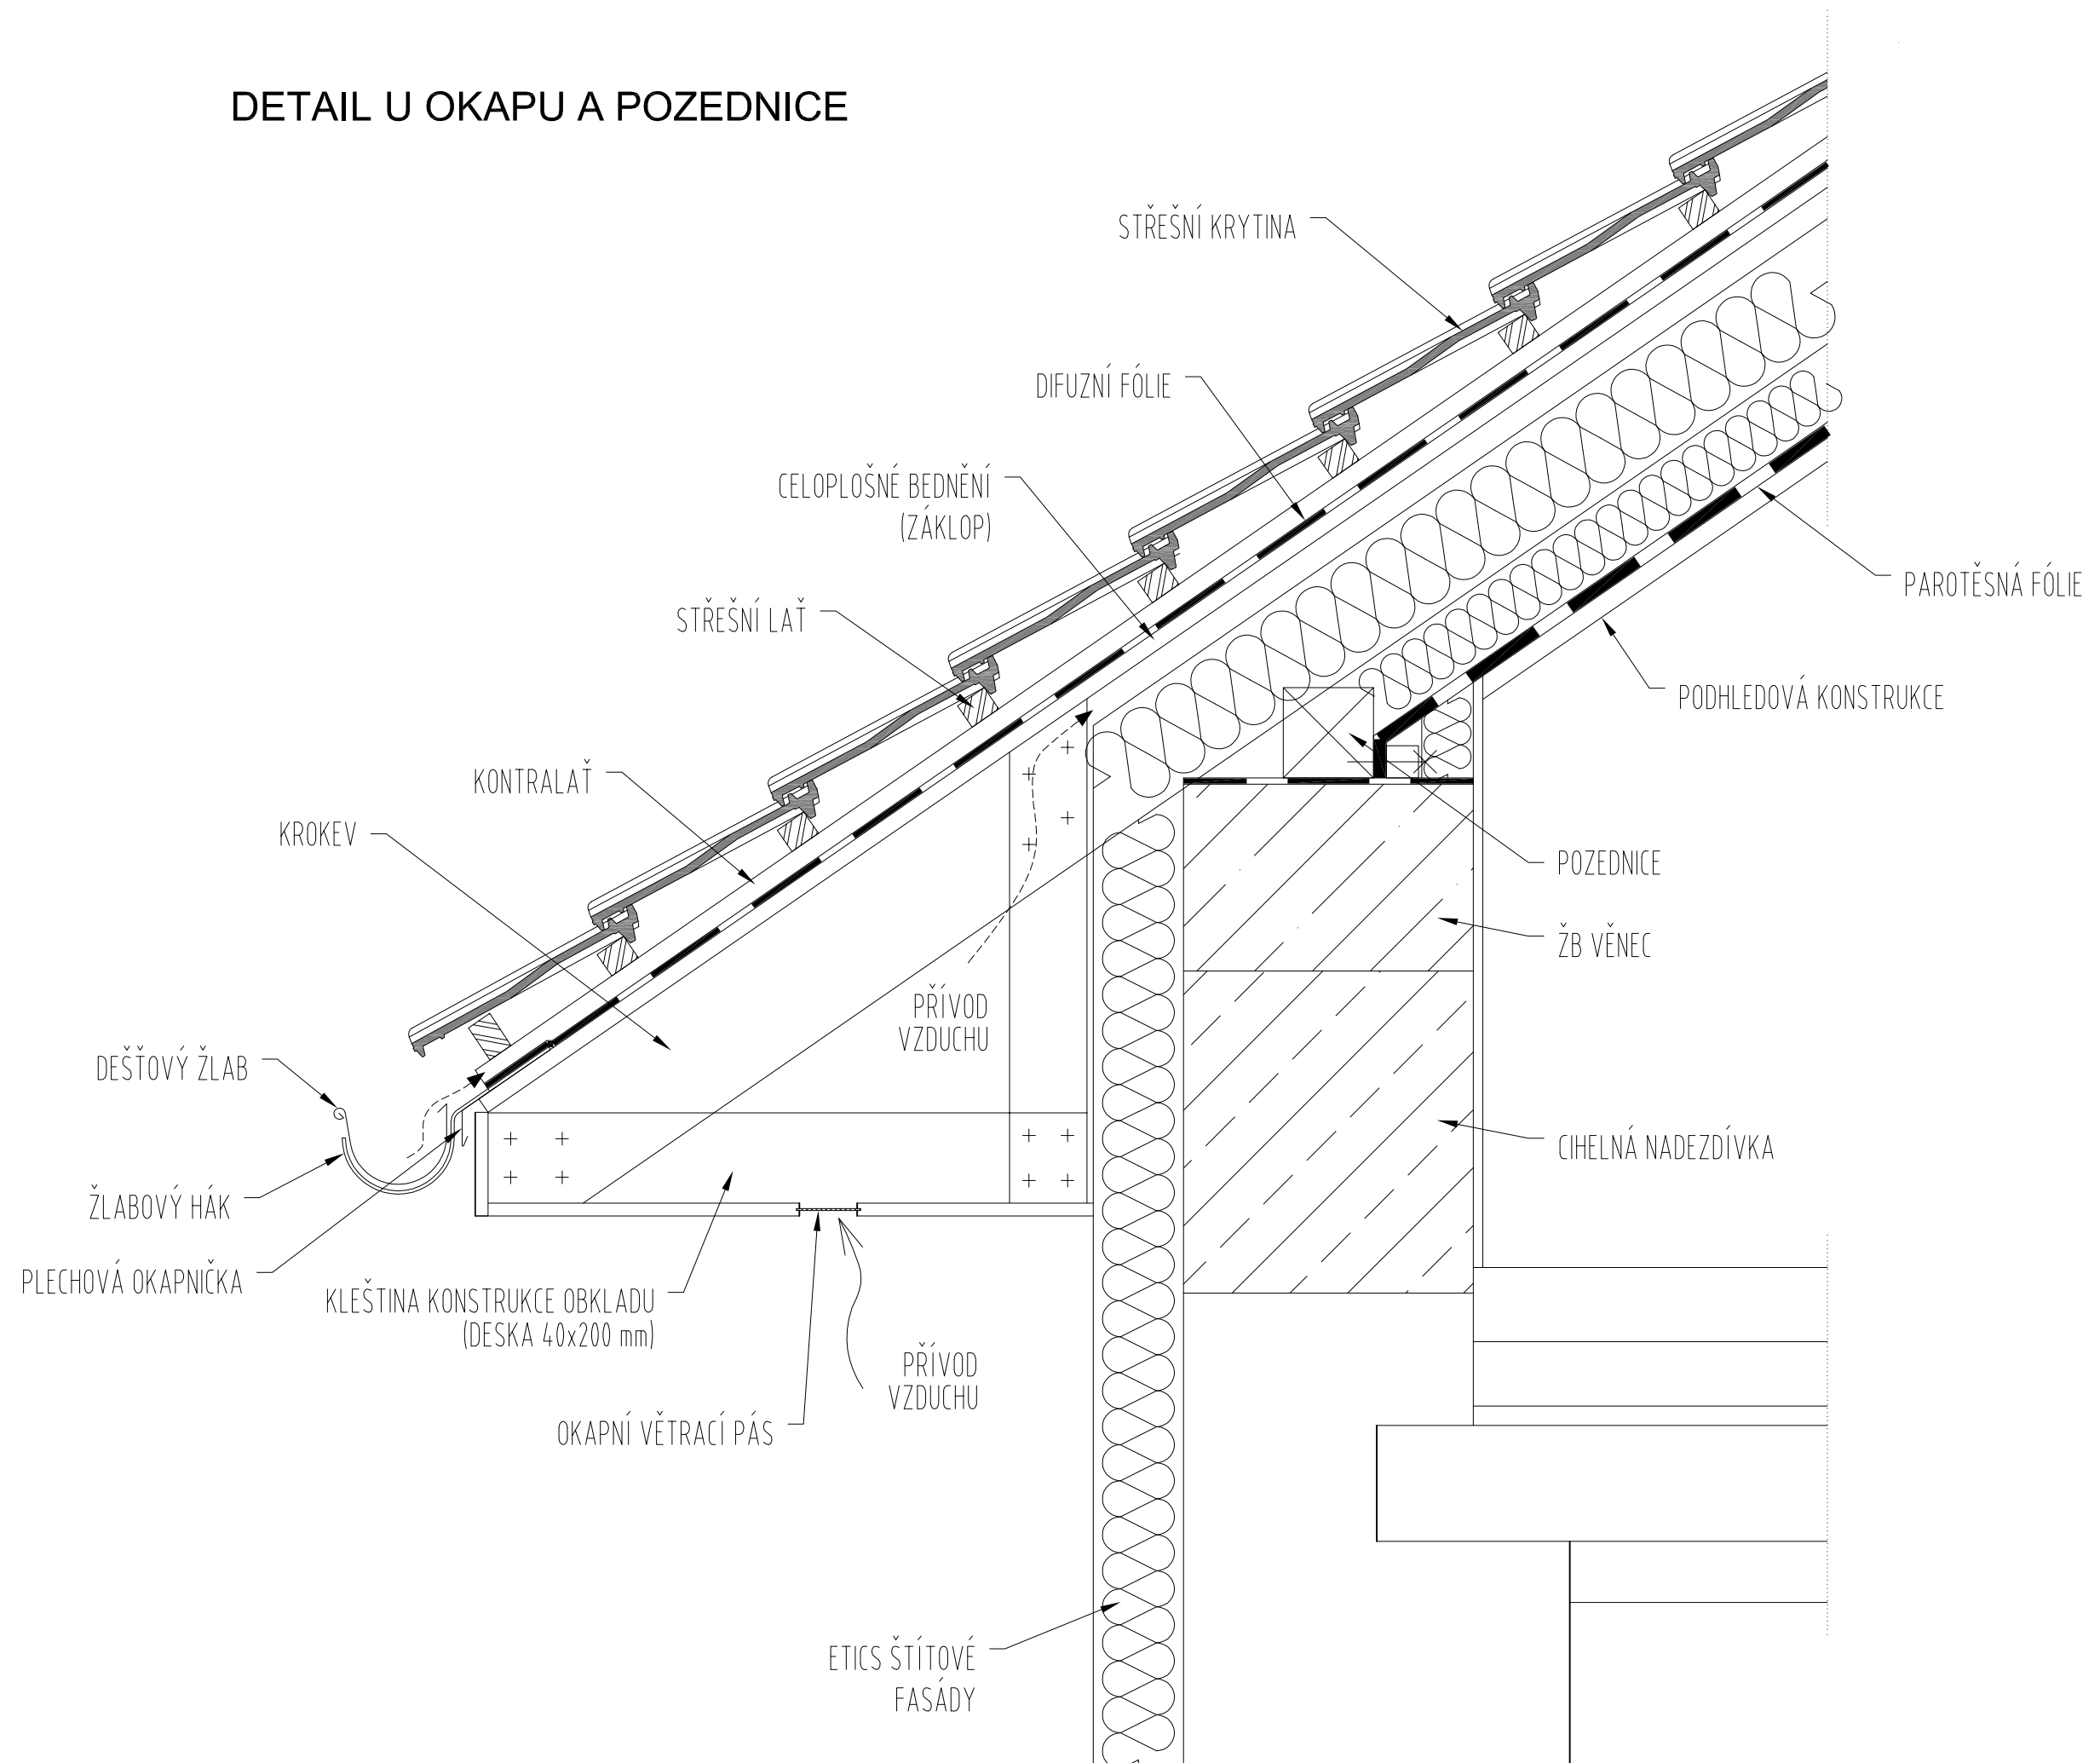 DETAIL U OKAPU A POZEDNICE
STŘEŠNÍ KRYTINA
DIFUZNÍ FÓLIE
CELOPLOŠNÉ BEDNĚNÍ
(ZÁKLOP)
PAROTĚSNÁ FÓLIE
STŘEŠNÍ LAŤ
PODHLEDOVÁ KONSTRUKCE
KONTRALAŤ
KROKEV
POZEDNICE
ŽB VĚNEC
PŘÍVOD
VZDUCHU
DEŠŤOVÝ ŽLAB
CIHELNÁ NADEZDÍVKA
ŽLABOVÝ HÁK
PLECHOVÁ OKAPNIČKA
KLEŠTINA KONSTRUKCE OBKLADU
(DESKA 40x200 mm)
PŘÍVOD
VZDUCHU
OKAPNÍ VĚTRACÍ PÁS
ETICS ŠTÍTOVÉ
FASÁDY